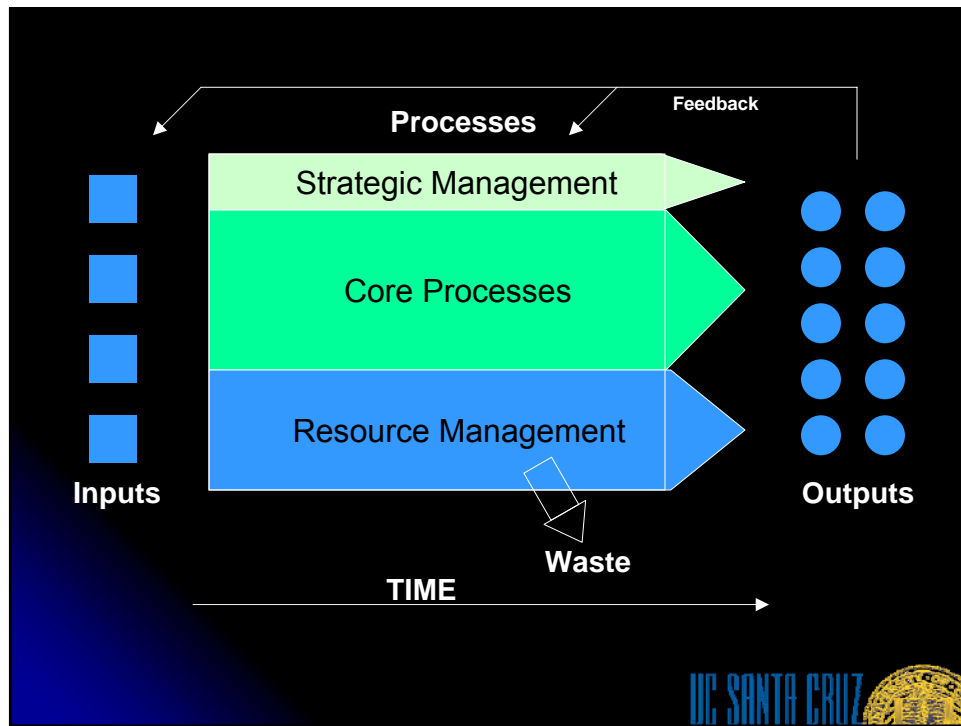 Feedback
Processes
Strategic Management
Core Processes
Resource Management
Inputs
Outputs
Waste
TIME
UC SANTA CRUZ